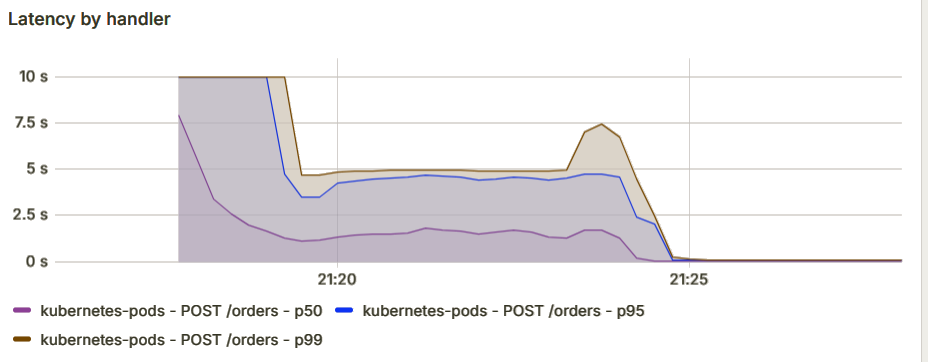 Latency by handler
10 s
7.5 s
5 s
2.5 s
0 s
21:20 21:25
kubernetes-pods - POST /orders - p50 kubernetes-pods - POST /orders - p95
kubernetes-pods - POST /orders - p99